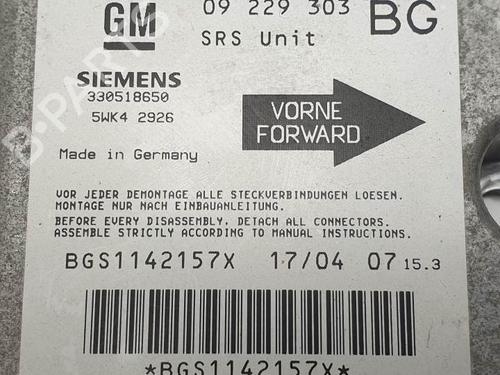 GM
09 229 303 BG
SRS Unit
SIEMENS
330518650
5WK4 2926
VORNE
FORWARD
Made in Germany
VOR JEDER DEMONTAGE ALLE STECKVERBINDUNGEN LOESEN.
MONTAGE NUR NACH EINBAUANLEITUNG.
BEFORE EVERY DISASSEMBLY, DETACH ALL CONNECTORS.
ASSEMBLE STRICTLY ACCORDING TO MANUAL INSTRUCTIONS.
BGS1142157X 17/04 07 15.3
*BGS1142157X*
B-PARTS